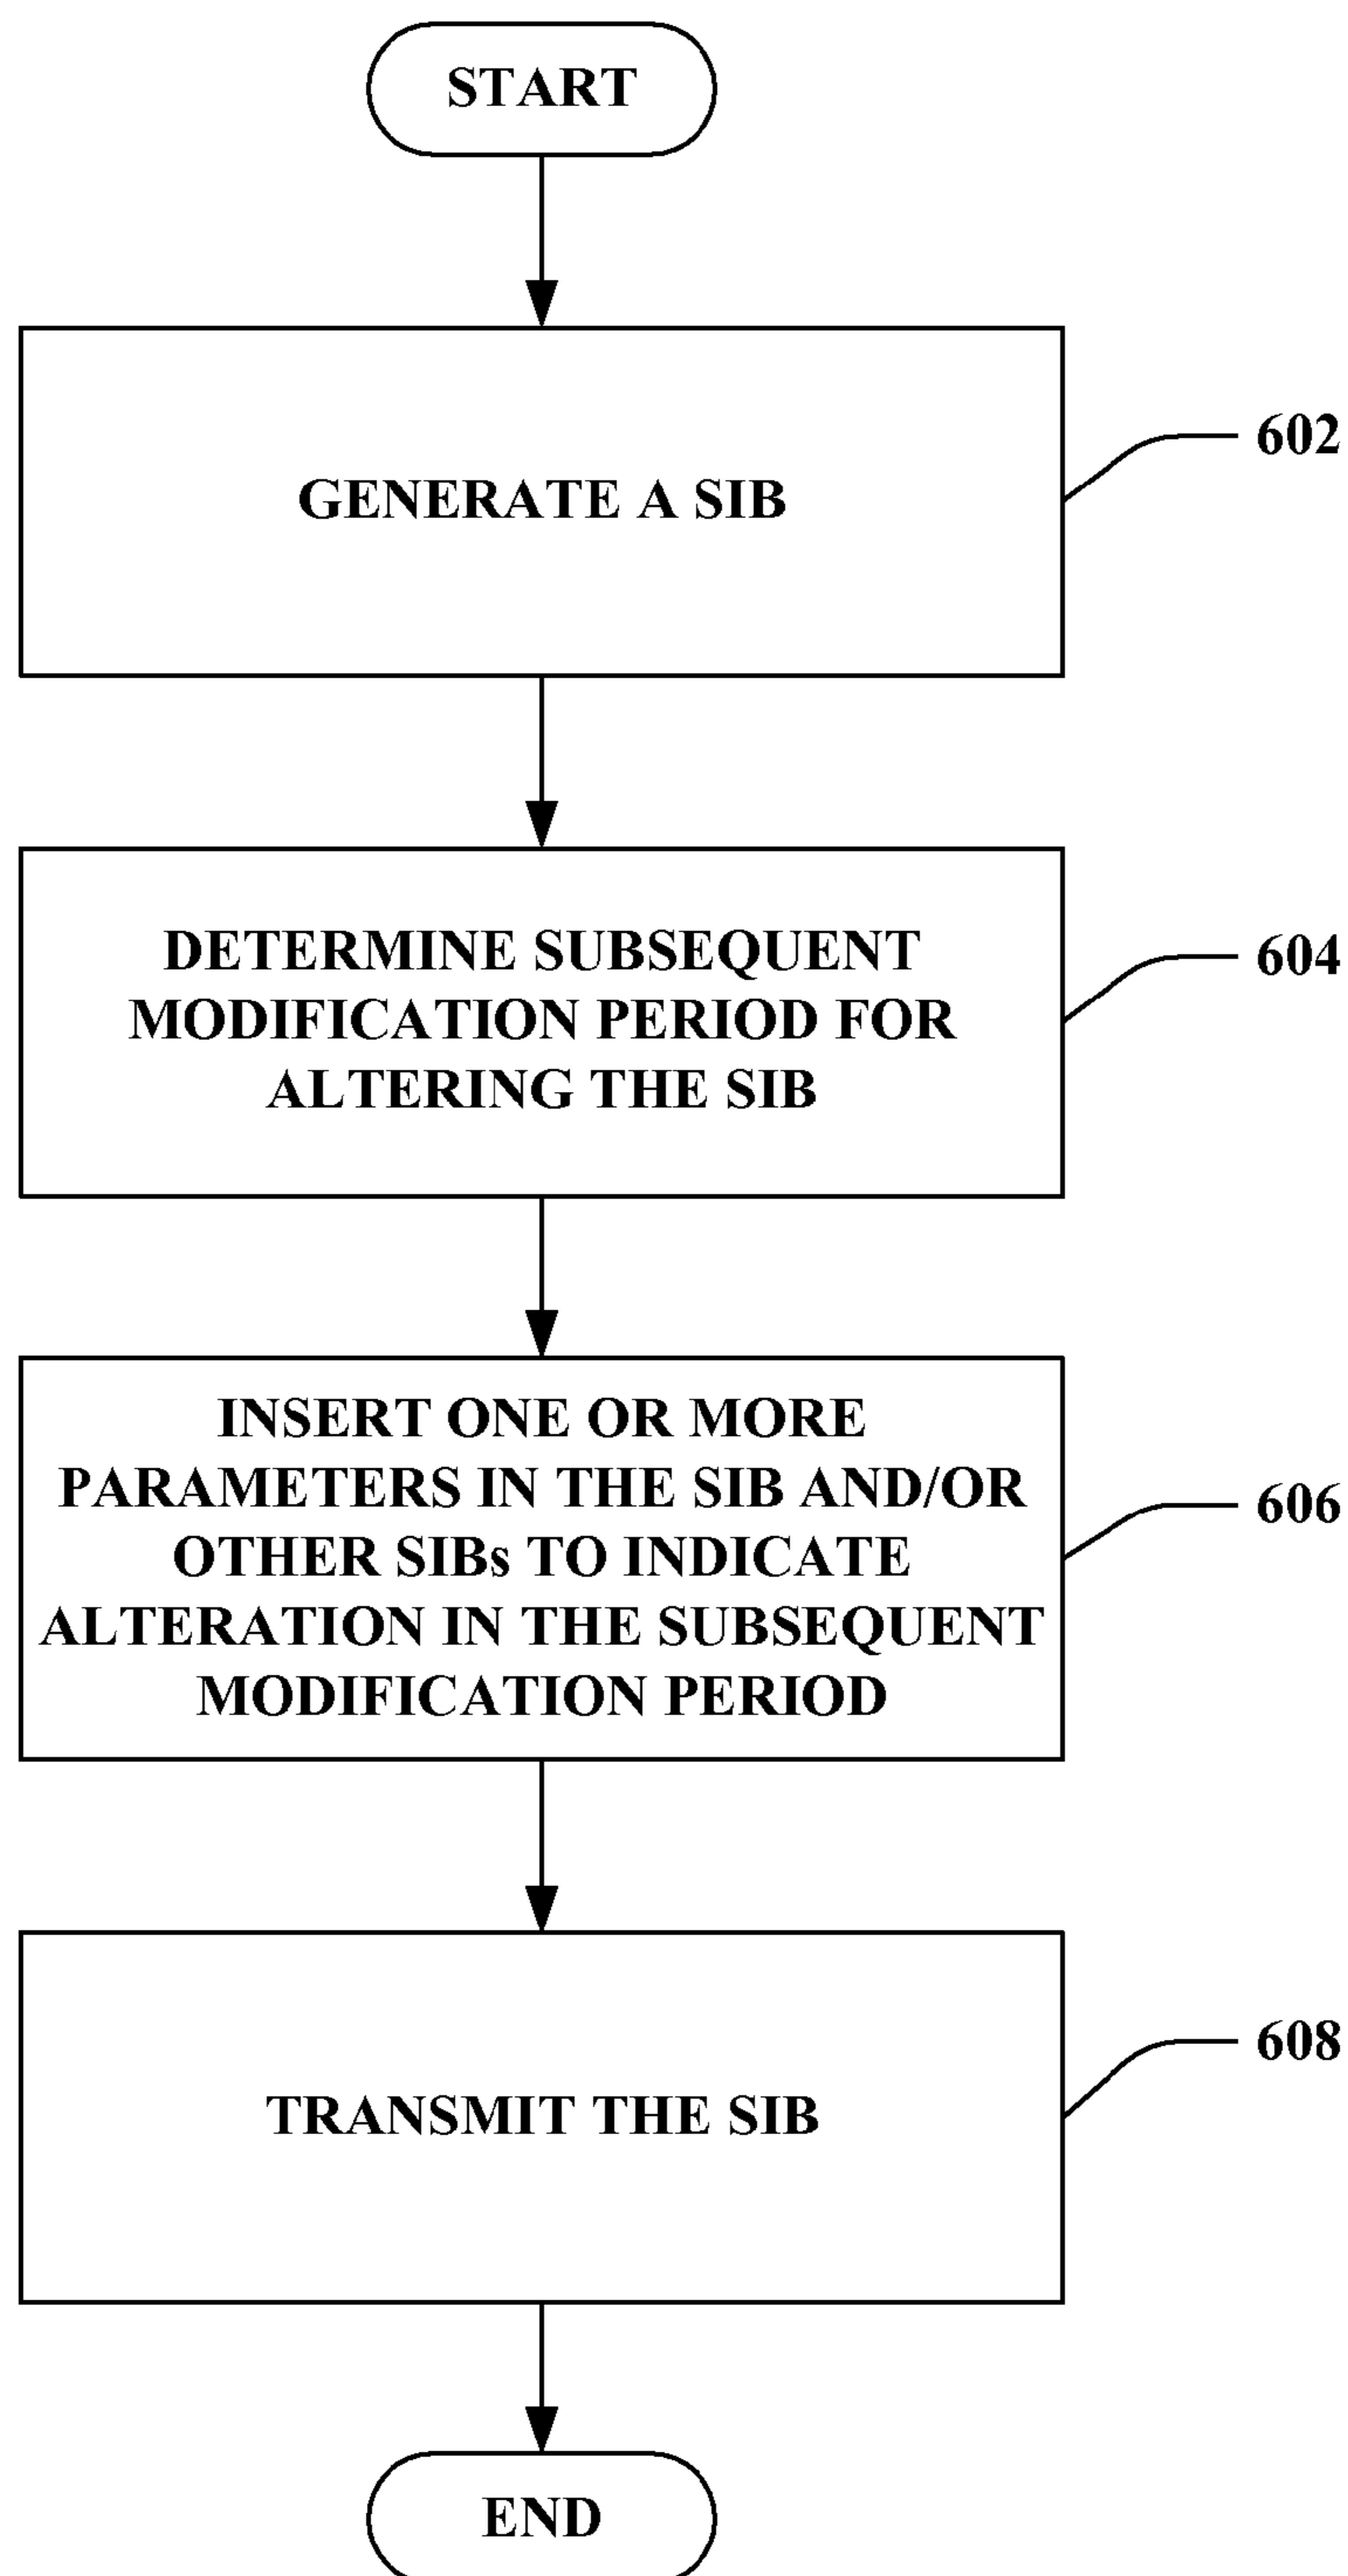 START
GENERATE A SIB
602
DETERMINE SUBSEQUENT
MODIFICATION PERIOD FOR
ALTERING THE SIB
604
INSERT ONE OR MORE
PARAMETERS IN THE SIB AND/OR
OTHER SIBs TO INDICATE
ALTERATION IN THE SUBSEQUENT
MODIFICATION PERIOD
606
TRANSMIT THE SIB
608
END